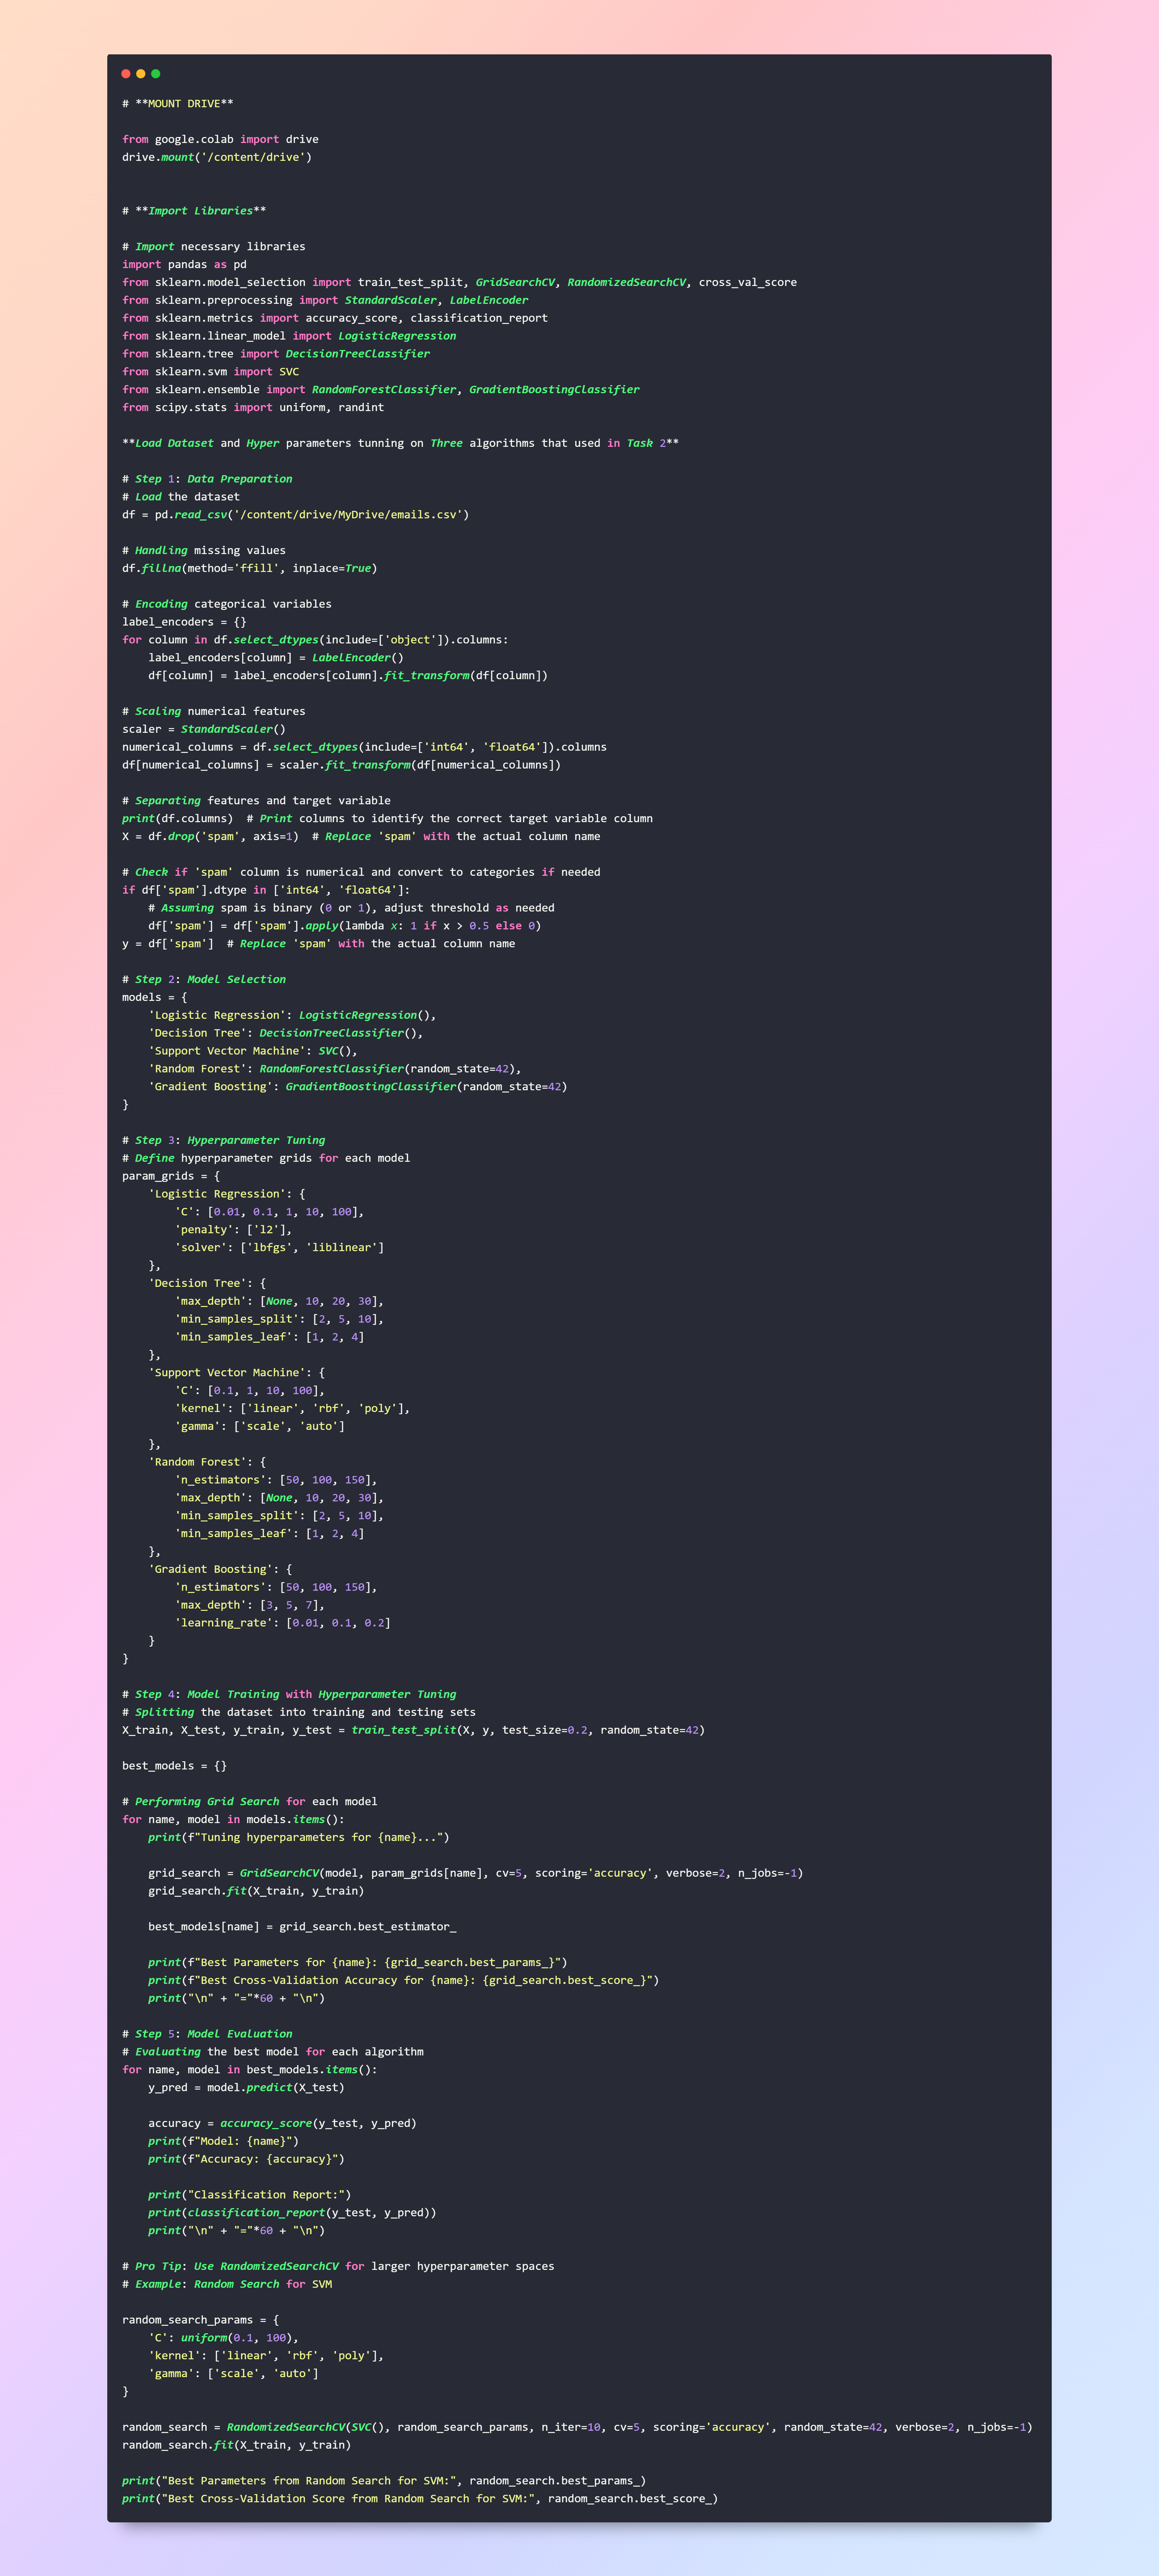 # **MOUNT DRIVE**
from google.colab import drive
drive.mount('/content/drive')
# **Import Libraries**
# Import necessary libraries
import pandas as pd
from sklearn.model_selection import train_test_split, GridSearchCV, RandomizedSearchCV, cross_val_score
from sklearn.preprocessing import StandardScaler, LabelEncoder
from sklearn.metrics import accuracy_score, classification_report
from sklearn.linear_model import LogisticRegression
from sklearn.tree import DecisionTreeClassifier
from sklearn.svm import SVC
from sklearn.ensemble import RandomForestClassifier, GradientBoostingClassifier
from scipy.stats import uniform, randint
**Load Dataset and Hyper parameters tunning on Three algorithms that used in Task 2**
# Step 1: Data Preparation
# Load the dataset
df = pd.read_csv('/content/drive/MyDrive/emails.csv')
# Handling missing values
df.fillna(method='ffill', inplace=True)
# Encoding categorical variables
label_encoders = {}
for column in df.select_dtypes(include=['object']).columns:
    label_encoders[column] = LabelEncoder()
    df[column] = label_encoders[column].fit_transform(df[column])
# Scaling numerical features
scaler = StandardScaler()
numerical_columns = df.select_dtypes(include=['int64', 'float64']).columns
df[numerical_columns] = scaler.fit_transform(df[numerical_columns])
# Separating features and target variable
print(df.columns)  # Print columns to identify the correct target variable column
X = df.drop('spam', axis=1)  # Replace 'spam' with the actual column name
# Check if 'spam' column is numerical and convert to categories if needed
if df['spam'].dtype in ['int64', 'float64']:
    # Assuming spam is binary (0 or 1), adjust threshold as needed
    df['spam'] = df['spam'].apply(lambda x: 1 if x > 0.5 else 0)
y = df['spam']  # Replace 'spam' with the actual column name
# Step 2: Model Selection
models = {
    'Logistic Regression': LogisticRegression(),
    'Decision Tree': DecisionTreeClassifier(),
    'Support Vector Machine': SVC(),
    'Random Forest': RandomForestClassifier(random_state=42),
    'Gradient Boosting': GradientBoostingClassifier(random_state=42)
}
# Step 3: Hyperparameter Tuning
# Define hyperparameter grids for each model
param_grids = {
    'Logistic Regression': {
        'C': [0.01, 0.1, 1, 10, 100],
        'penalty': ['l2'],
        'solver': ['lbfgs', 'liblinear']
    },
    'Decision Tree': {
        'max_depth': [None, 10, 20, 30],
        'min_samples_split': [2, 5, 10],
        'min_samples_leaf': [1, 2, 4]
    },
    'Support Vector Machine': {
        'C': [0.1, 1, 10, 100],
        'kernel': ['linear', 'rbf', 'poly'],
        'gamma': ['scale', 'auto']
    },
    'Random Forest': {
        'n_estimators': [50, 100, 150],
        'max_depth': [None, 10, 20, 30],
        'min_samples_split': [2, 5, 10],
        'min_samples_leaf': [1, 2, 4]
    },
    'Gradient Boosting': {
        'n_estimators': [50, 100, 150],
        'max_depth': [3, 5, 7],
        'learning_rate': [0.01, 0.1, 0.2]
    }
}
# Step 4: Model Training with Hyperparameter Tuning
# Splitting the dataset into training and testing sets
X_train, X_test, y_train, y_test = train_test_split(X, y, test_size=0.2, random_state=42)
best_models = {}
# Performing Grid Search for each model
for name, model in models.items():
    print(f"Tuning hyperparameters for {name}...")
    grid_search = GridSearchCV(model, param_grids[name], cv=5, scoring='accuracy', verbose=2, n_jobs=-1)
    grid_search.fit(X_train, y_train)
    best_models[name] = grid_search.best_estimator_
    print(f"Best Parameters for {name}: {grid_search.best_params_}")
    print(f"Best Cross-Validation Accuracy for {name}: {grid_search.best_score_}")
    print("\n" + "="*60 + "\n")
# Step 5: Model Evaluation
# Evaluating the best model for each algorithm
for name, model in best_models.items():
    y_pred = model.predict(X_test)
    accuracy = accuracy_score(y_test, y_pred)
    print(f"Model: {name}")
    print(f"Accuracy: {accuracy}")
    print("Classification Report:")
    print(classification_report(y_test, y_pred))
    print("\n" + "="*60 + "\n")
# Pro Tip: Use RandomizedSearchCV for larger hyperparameter spaces
# Example: Random Search for SVM
random_search_params = {
    'C': uniform(0.1, 100),
    'kernel': ['linear', 'rbf', 'poly'],
    'gamma': ['scale', 'auto']
}
random_search = RandomizedSearchCV(SVC(), random_search_params, n_iter=10, cv=5, scoring='accuracy', random_state=42, verbose=2, n_jobs=-1)
random_search.fit(X_train, y_train)
print("Best Parameters from Random Search for SVM:", random_search.best_params_)
print("Best Cross-Validation Score from Random Search for SVM:", random_search.best_score_)